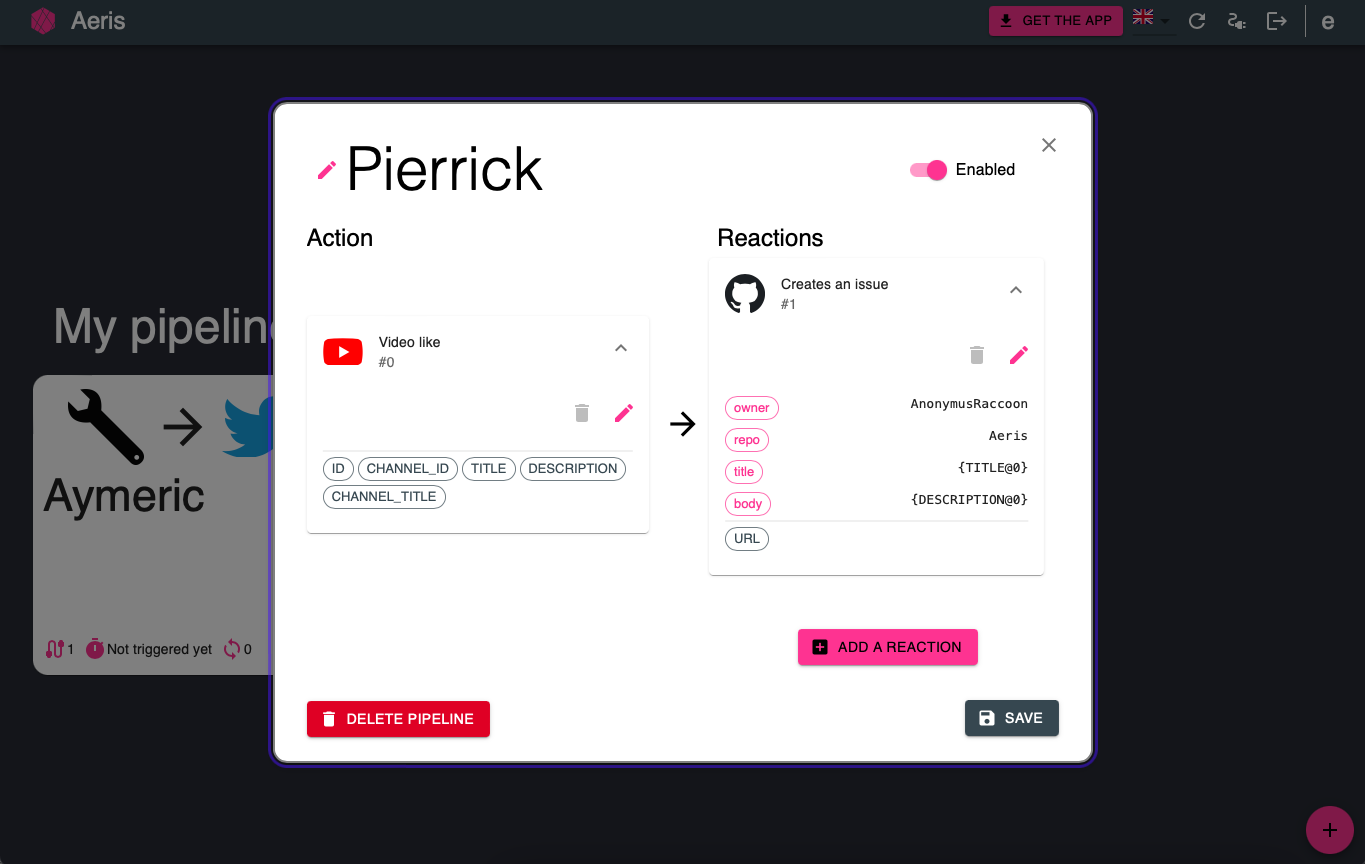 Aeris
GET THE APP
e
Pierrick
Enabled
Action
Reactions
Video like
#0
ID CHANNEL_ID TITLE DESCRIPTION
CHANNEL_TITLE
Creates an issue
#1
owner AnonymusRaccoon
repo Aeris
title {TITLE@0}
body {DESCRIPTION@0}
URL
ADD A REACTION
DELETE PIPELINE
SAVE
My pipeline
Aymeric
1 Not triggered yet 0